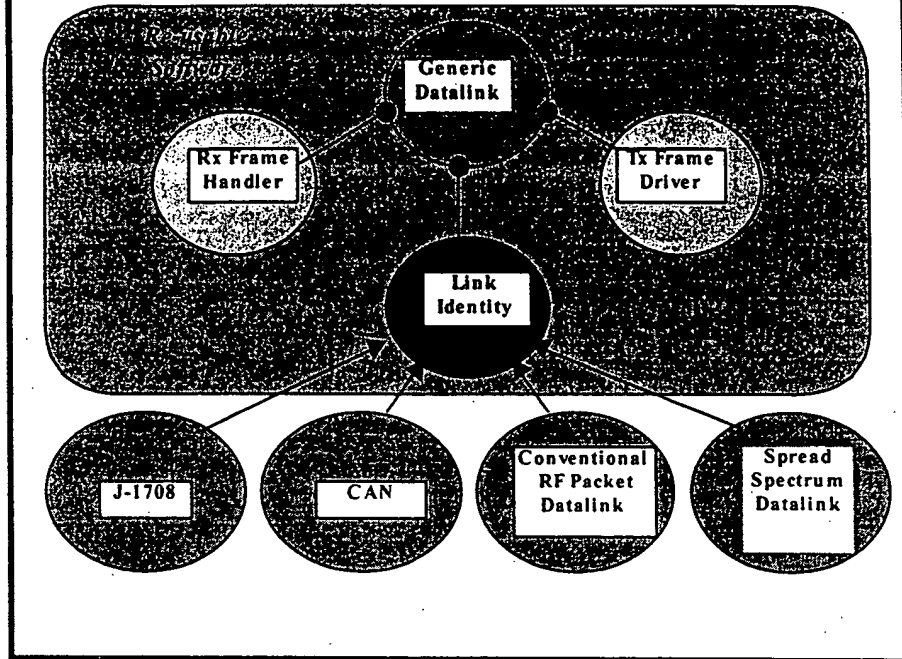 Generic
Datalink
Rx Frame
Handler
Tx Frame
Driver
Link
Identity
J-1708
CAN
Conventional
RF Packet
Datalink
Spread
Spectrum
Datalink